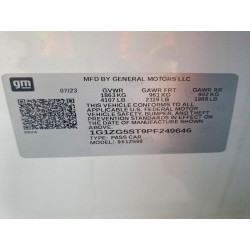 gm
MFD BY GENERAL MOTORS LLC
07/23 GVWR GAWR FRT GAWR RR
1863 KG 961 KG 902 KG
4107 LB 2119 LB 1988 LB
THIS VEHICLE CONFORMS TO ALL
APPLICABLE U.S. FEDERAL MOTOR
VEHICLE SAFETY, BUMPER, AND THEFT
PREVENTION STANDARDS IN EFFECT
ON THE DATE OF MANUFACTURE
SHOWN ABOVE.
1G1ZG5ST9PF249646
TYPE: PASS CAR
MODEL: